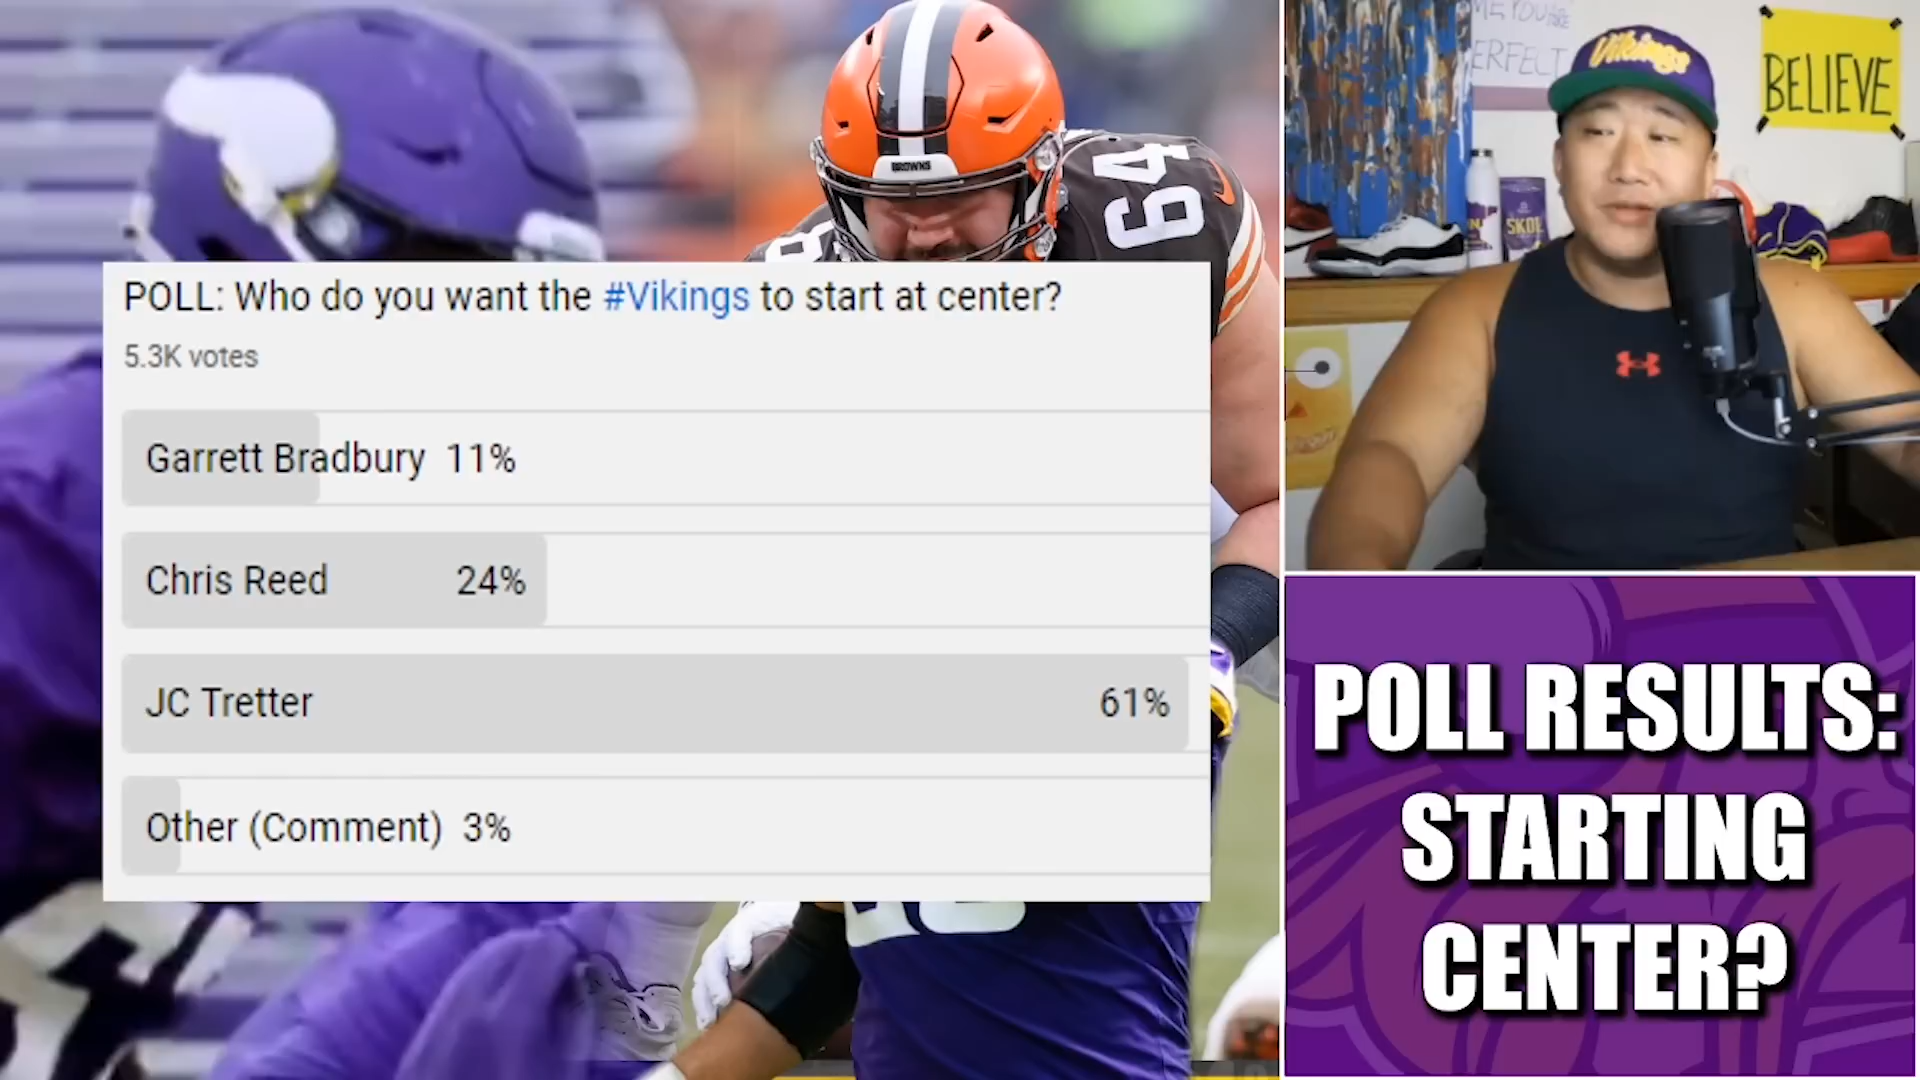 BROWNS
64
POLL: Who do you want the #Vikings to start at center?
5.3K votes
Garrett Bradbury 11%
Chris Reed 24%
JC Tretter 61%
Other (Comment) 3%
ERFECT
Vikings
BELIEVE
SKOL
POLL RESULTS:
STARTING
CENTER?